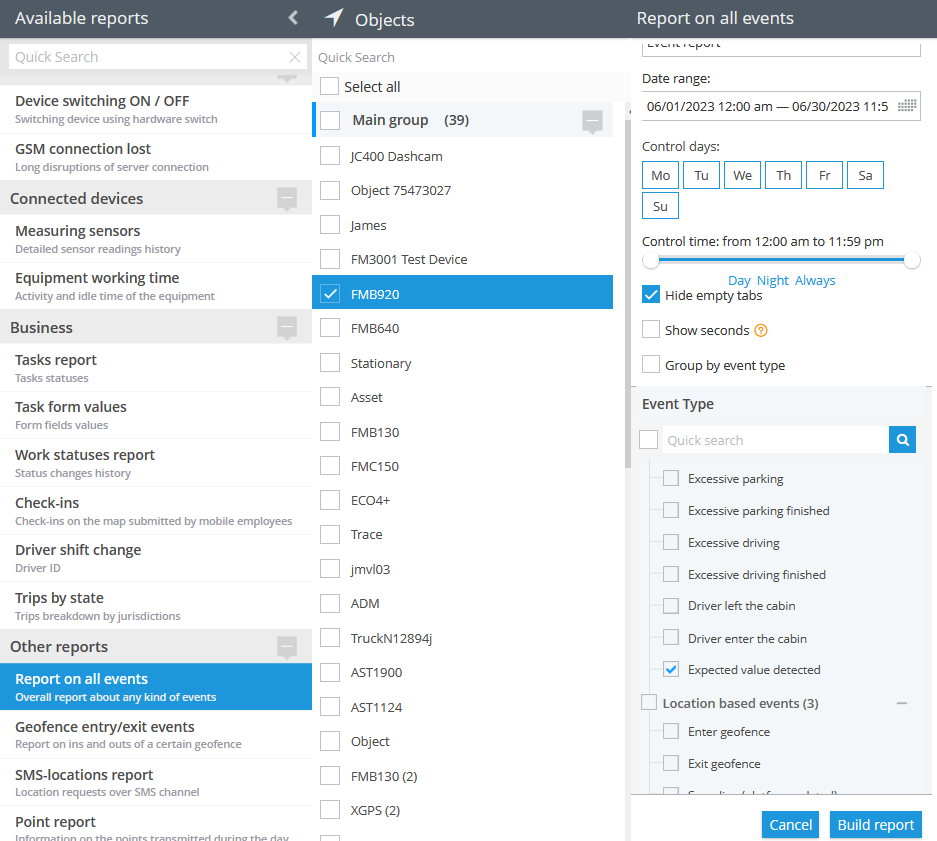 Available reports
Quick Search
Device switching ON / OFF
Switching device using hardware switch
GSM connection lost
Long disruptions of server connection
Connected devices
Measuring sensors
Detailed sensor readings history
Equipment working time
Activity and idle time of the equipment
Business
Tasks report
Tasks statuses
Task form values
Form fields values
Work statuses report
Status changes history
Check-ins
Check-ins on the map submitted by mobile employees
Driver shift change
Driver ID
Trips by state
Trips breakdown by jurisdictions
Other reports
Report on all events
Overall report about any kind of events
Geofence entry/exit events
Report on ins and outs of a certain geofence
SMS-locations report
Location requests over SMS channel
Point report
Information on the points transmitted during the day
Objects
Quick Search
Select all
Main group (39)
JC400 Dashcam
Object 75473027
James
FM3001 Test Device
FMB920
FMB640
Stationary
Asset
FMB130
FMC150
ECO4+
Trace
jmvl03
ADM
TruckN12894j
AST1900
AST1124
Object
FMB130 (2)
XGPS (2)
Report on all events
Event report
Date range:
06/01/2023 12:00 am — 06/30/2023 11:5
Control days:
Mo Tu We Th Fr Sa
Su
Control time: from 12:00 am to 11:59 pm
Day Night Always
Hide empty tabs
Show seconds ?
Group by event type
Event Type
Quick search
Excessive parking
Excessive parking finished
Excessive driving
Excessive driving finished
Driver left the cabin
Driver enter the cabin
Expected value detected
Location based events (3)
Enter geofence
Exit geofence
Cancel Build report